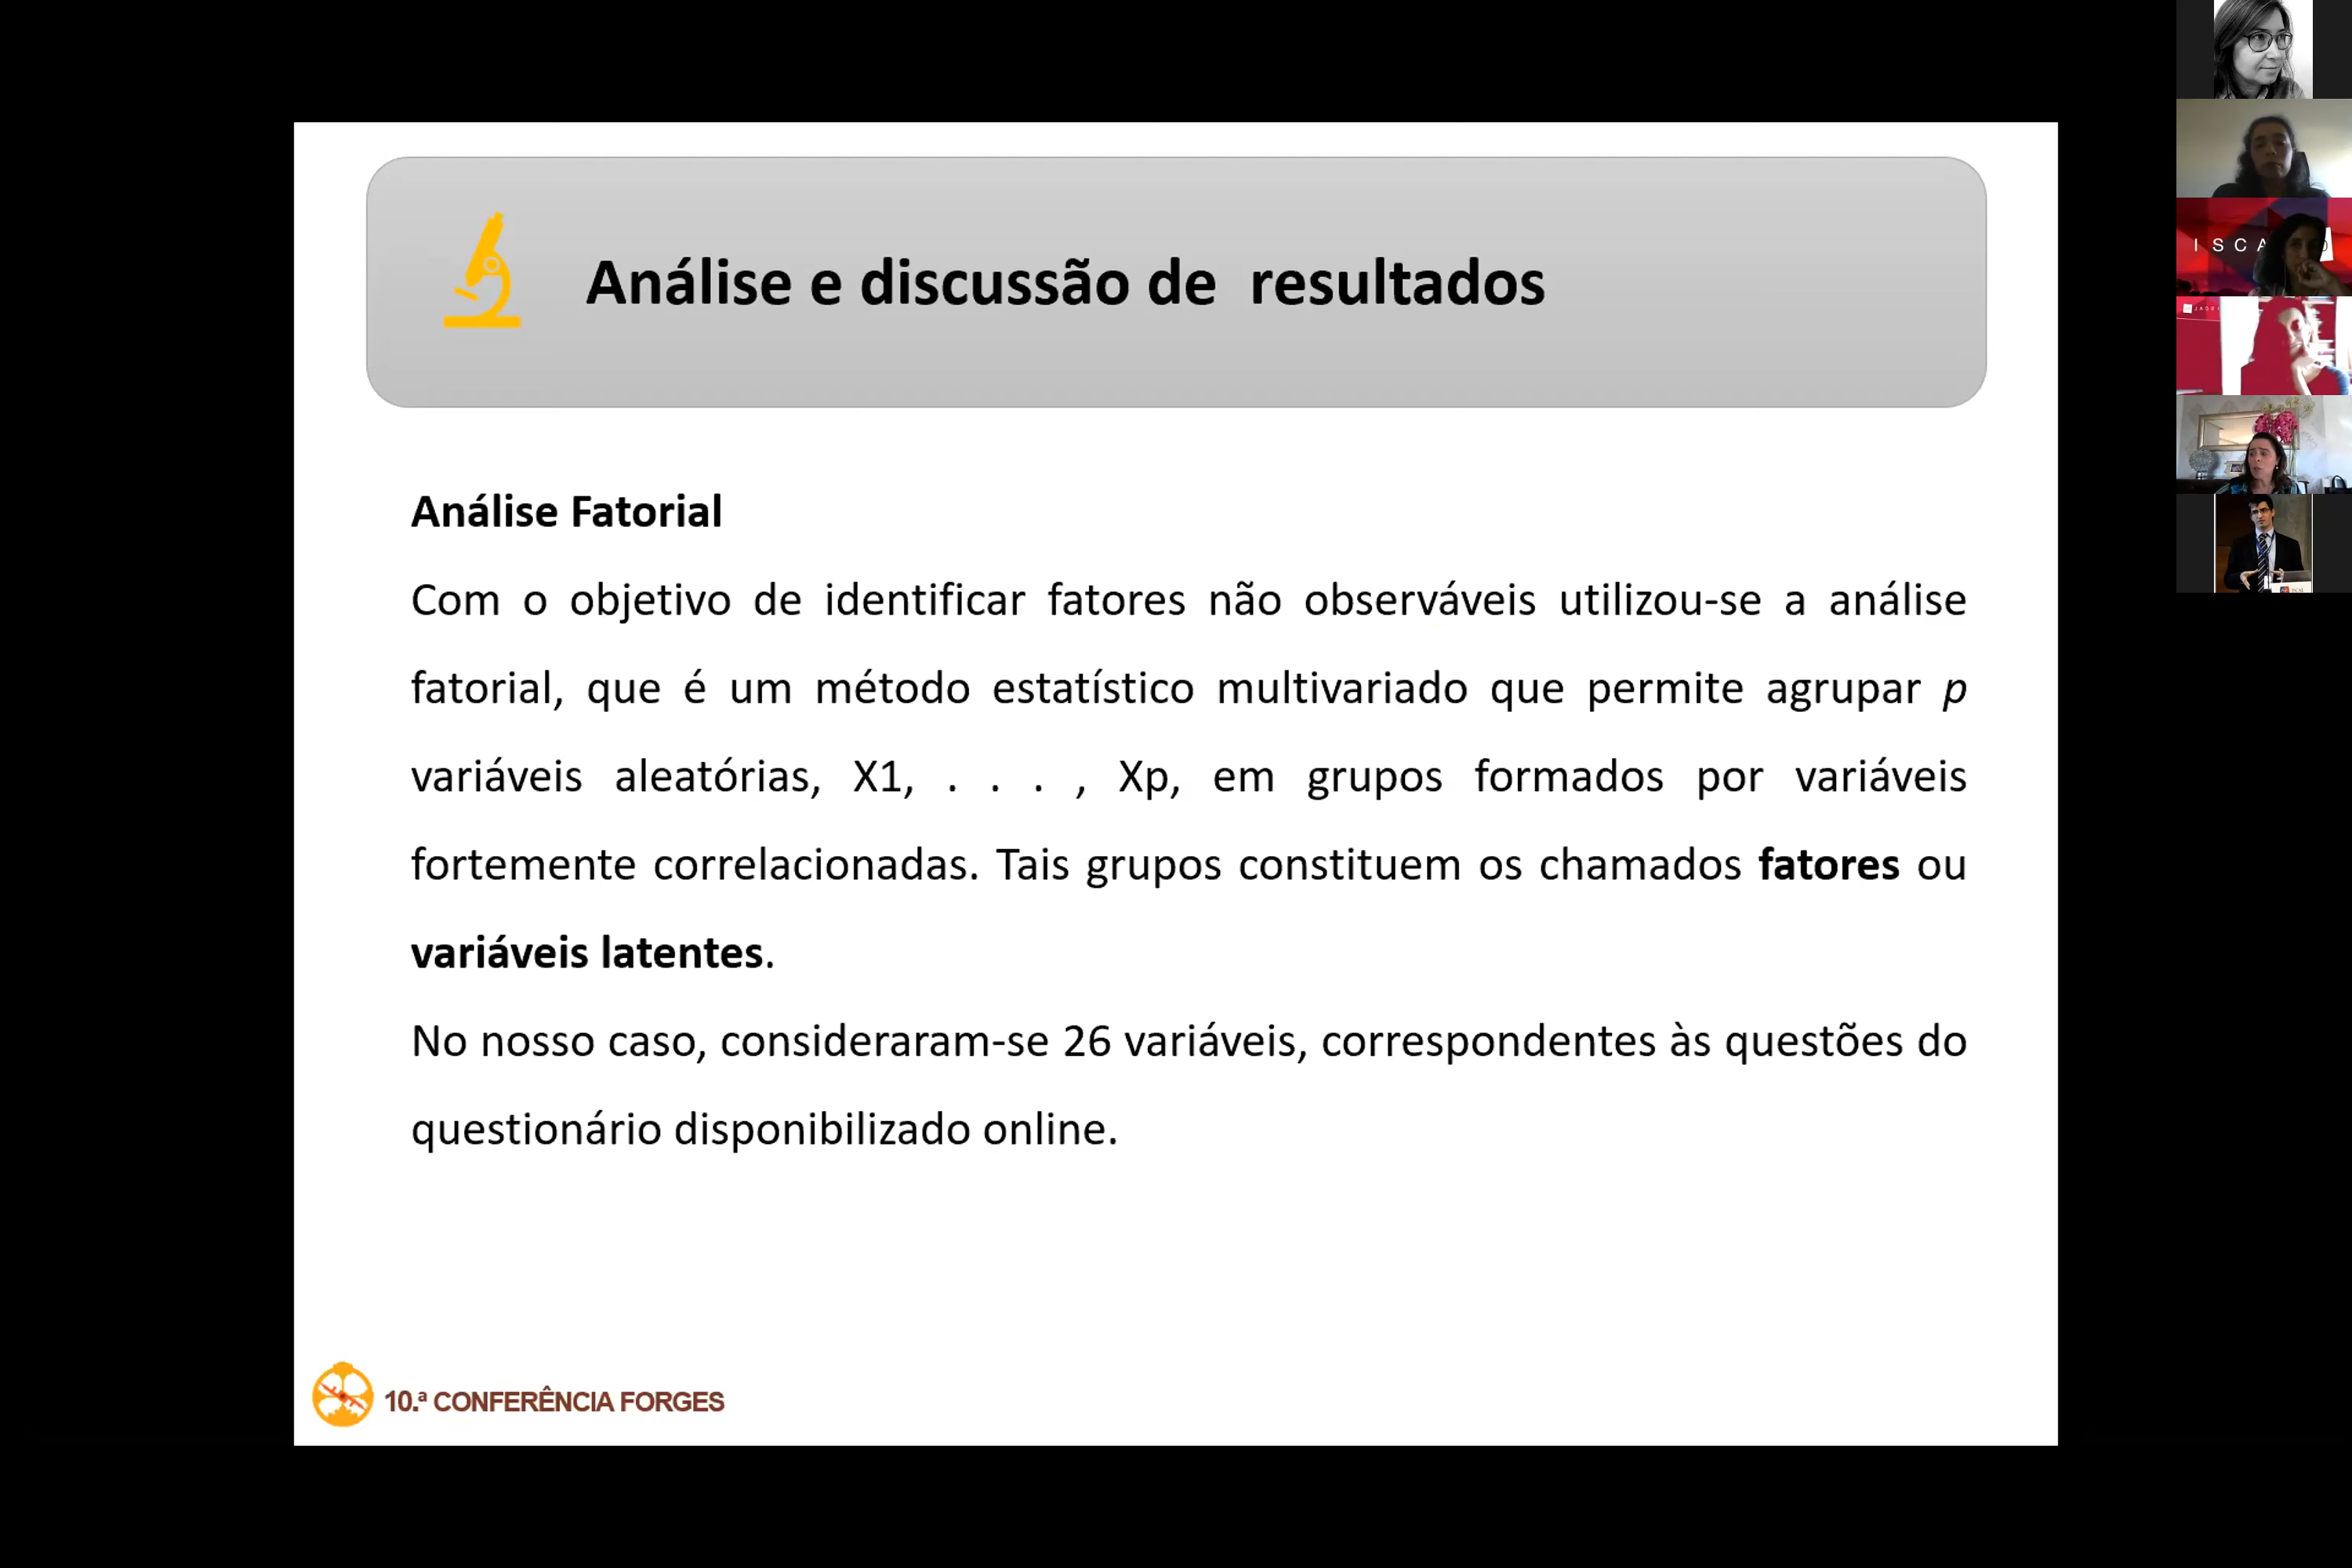 Análise e discussão de resultados
Análise Fatorial
Com o objetivo de identificar fatores não observáveis utilizou-se a análise
fatorial, que é um método estatístico multivariado que permite agrupar p
variáveis aleatórias, X1, . . . , Xp, em grupos formados por variáveis
fortemente correlacionadas. Tais grupos constituem os chamados fatores ou
variáveis latentes.
No nosso caso, consideraram-se 26 variáveis, correspondentes às questões do
questionário disponibilizado online.
10.ª CONFERÊNCIA FORGES
ISCA